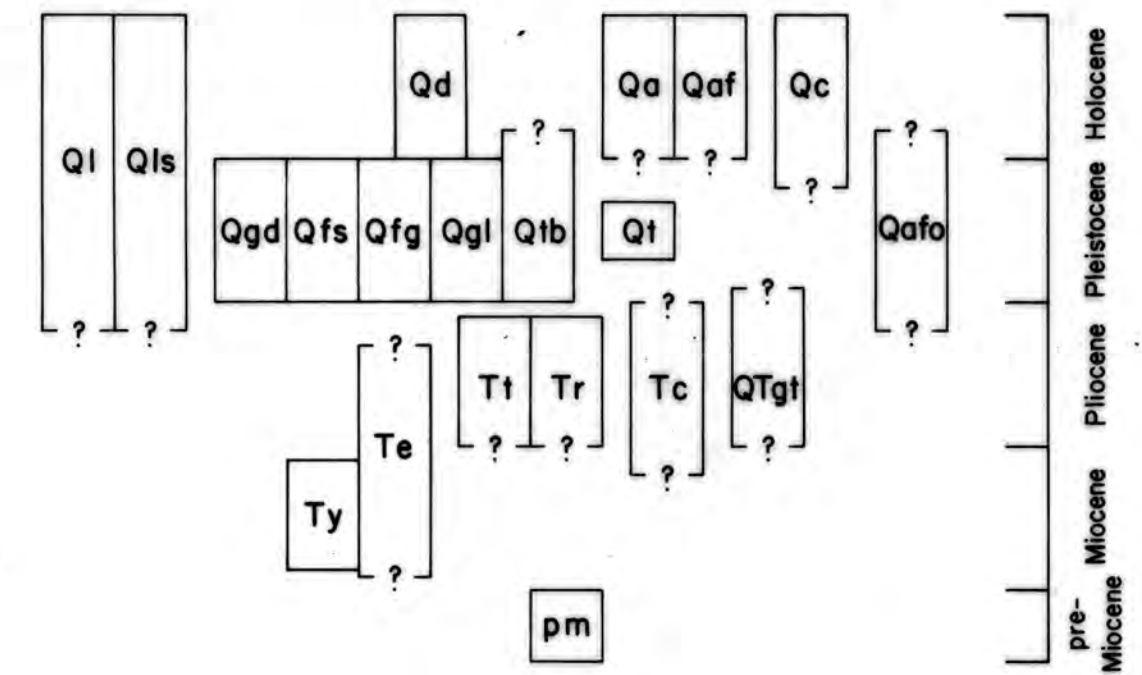 Qd Qa Qaf Qc
?
?
Ql Qls
? ? ?
Qgd Qfs Qfg Qgl Qtb Qt Qafo
?
? ?
? ? ?
?
Tt Tr Tc QTgt
Te
? ? ?
?
Ty
?
pm
Holocene
Pleistocene
Pliocene
Miocene
pre-
Miocene